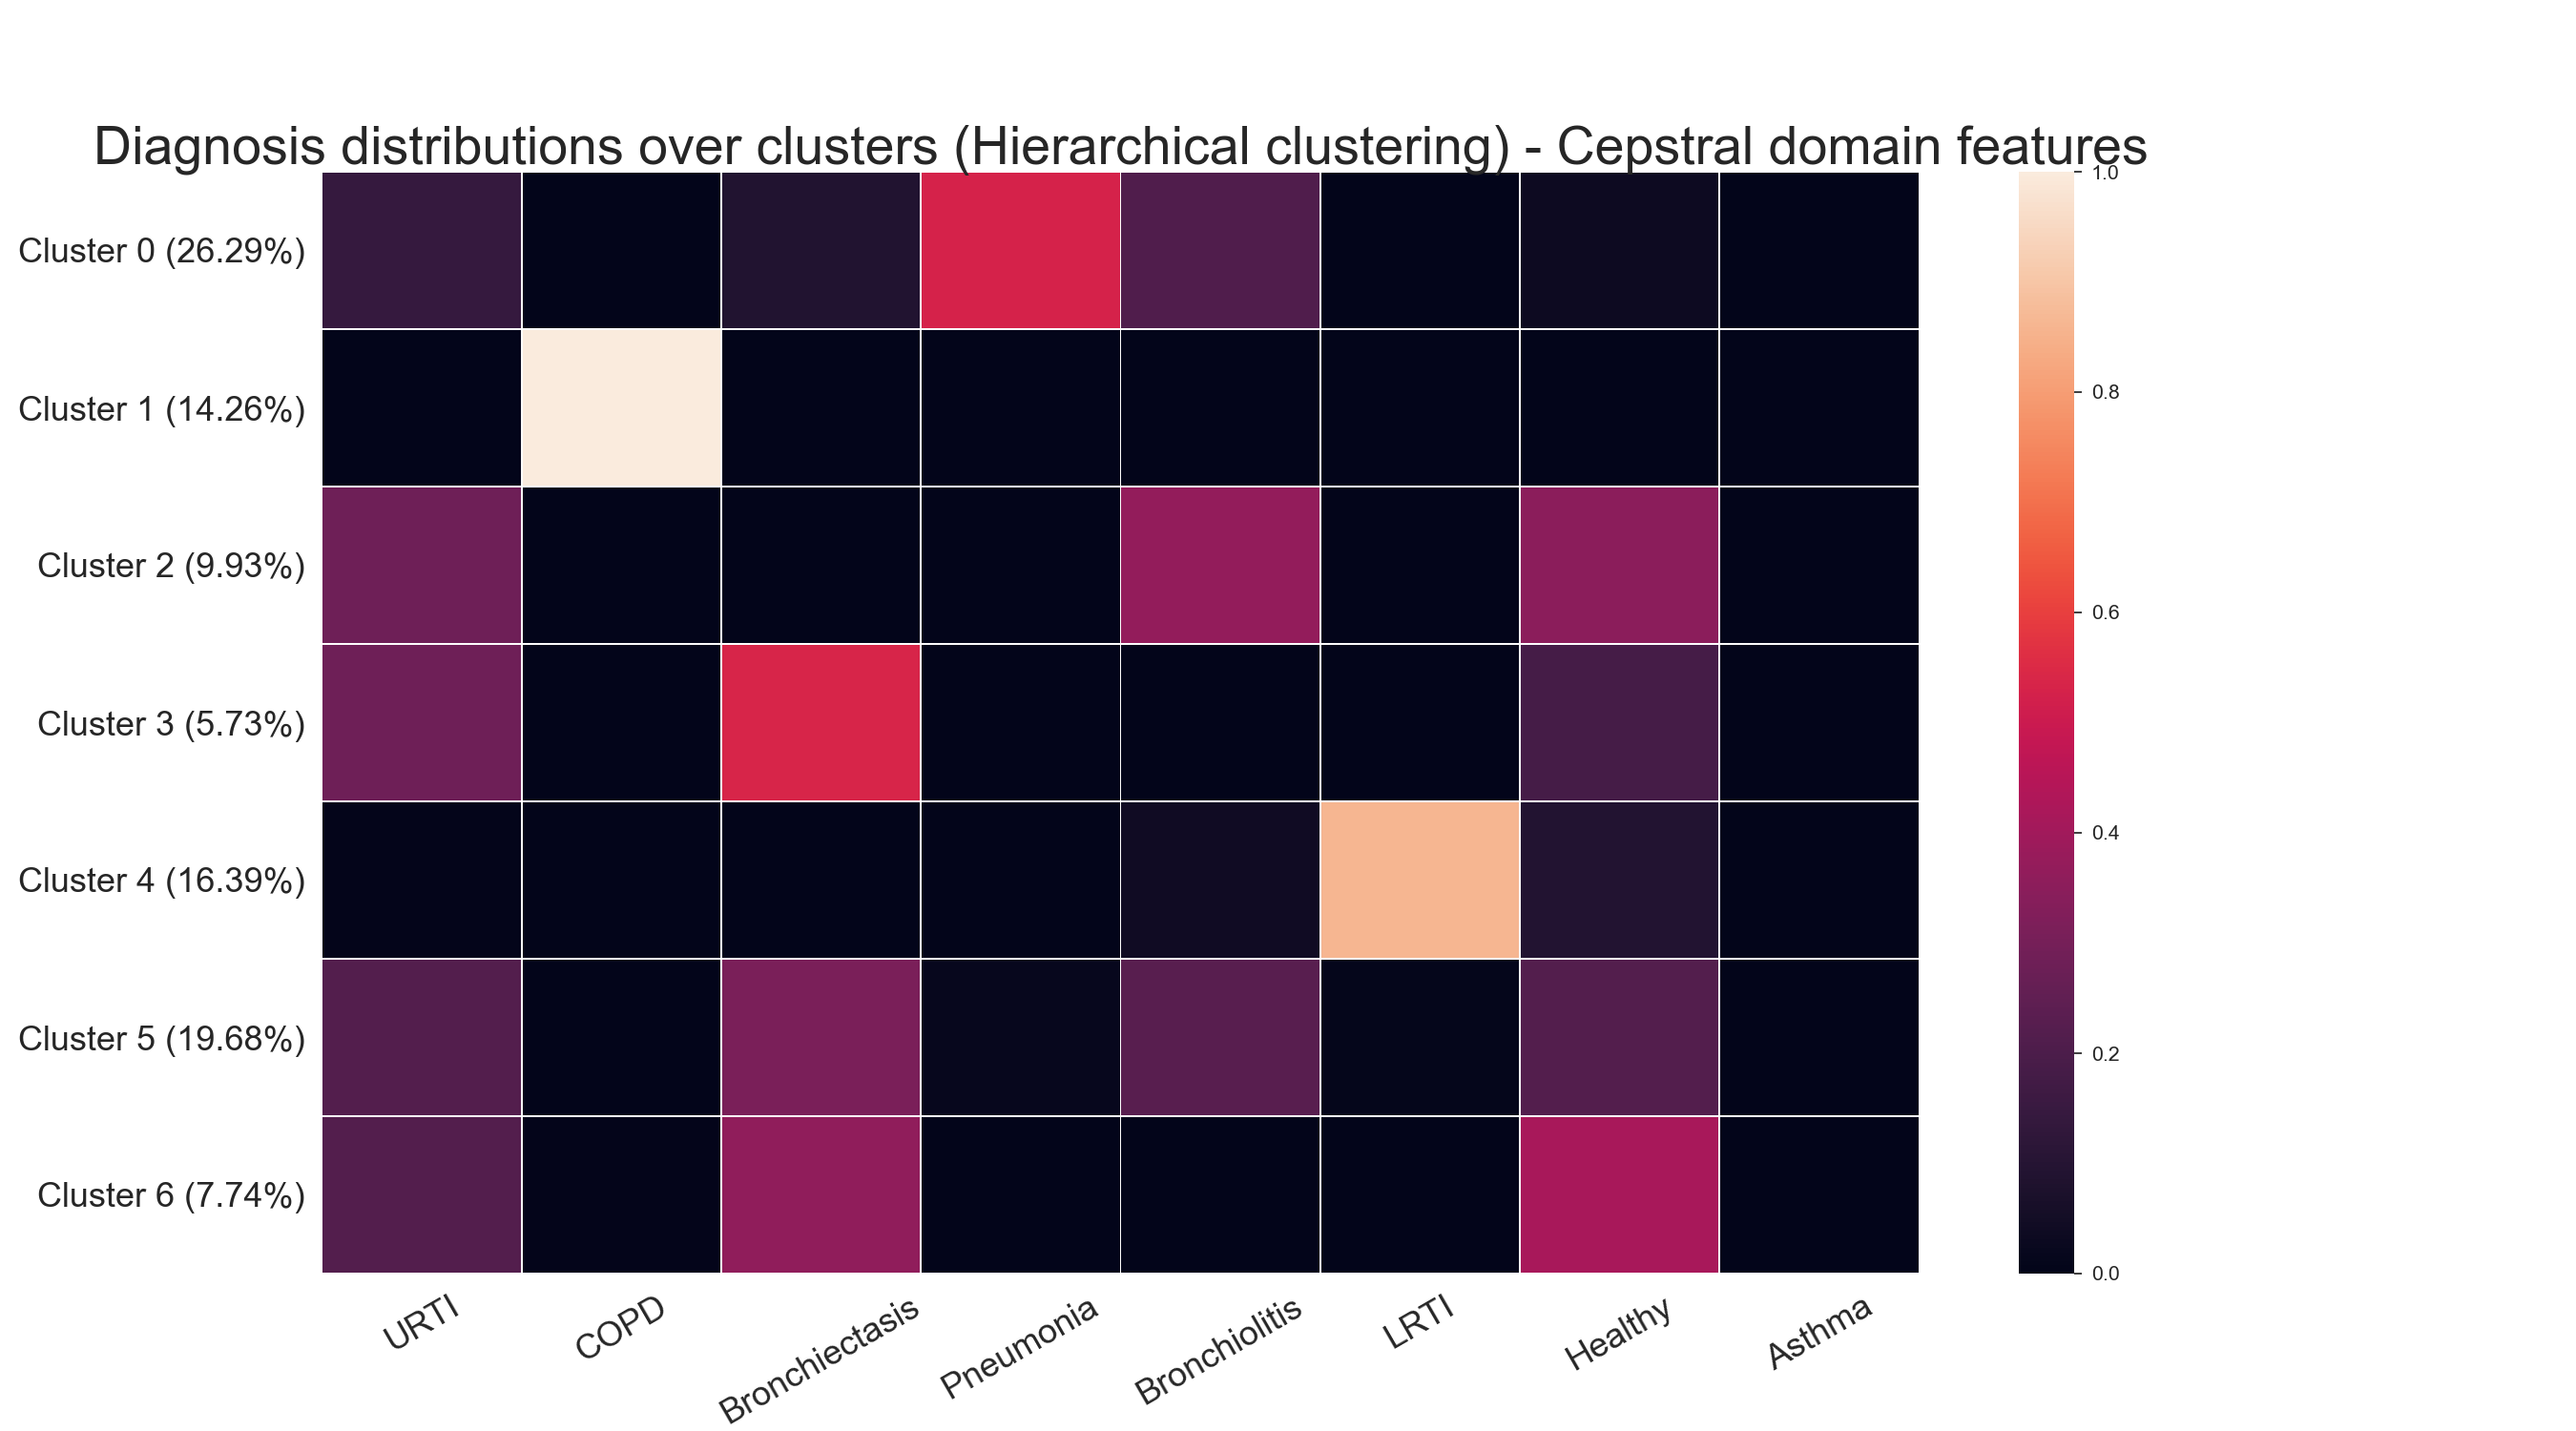 Diagnosis distributions over clusters (Hierarchical clustering) - Cepstral domain features
Cluster 0 (26.29%)
Cluster 1 (14.26%)
Cluster 2 (9.93%)
Cluster 3 (5.73%)
Cluster 4 (16.39%)
Cluster 5 (19.68%)
Cluster 6 (7.74%)
URTI
COPD
Bronchiectasis
Pneumonia
Bronchiolitis
LRTI
Healthy
Asthma
1.0
0.8
0.6
0.4
0.2
0.0